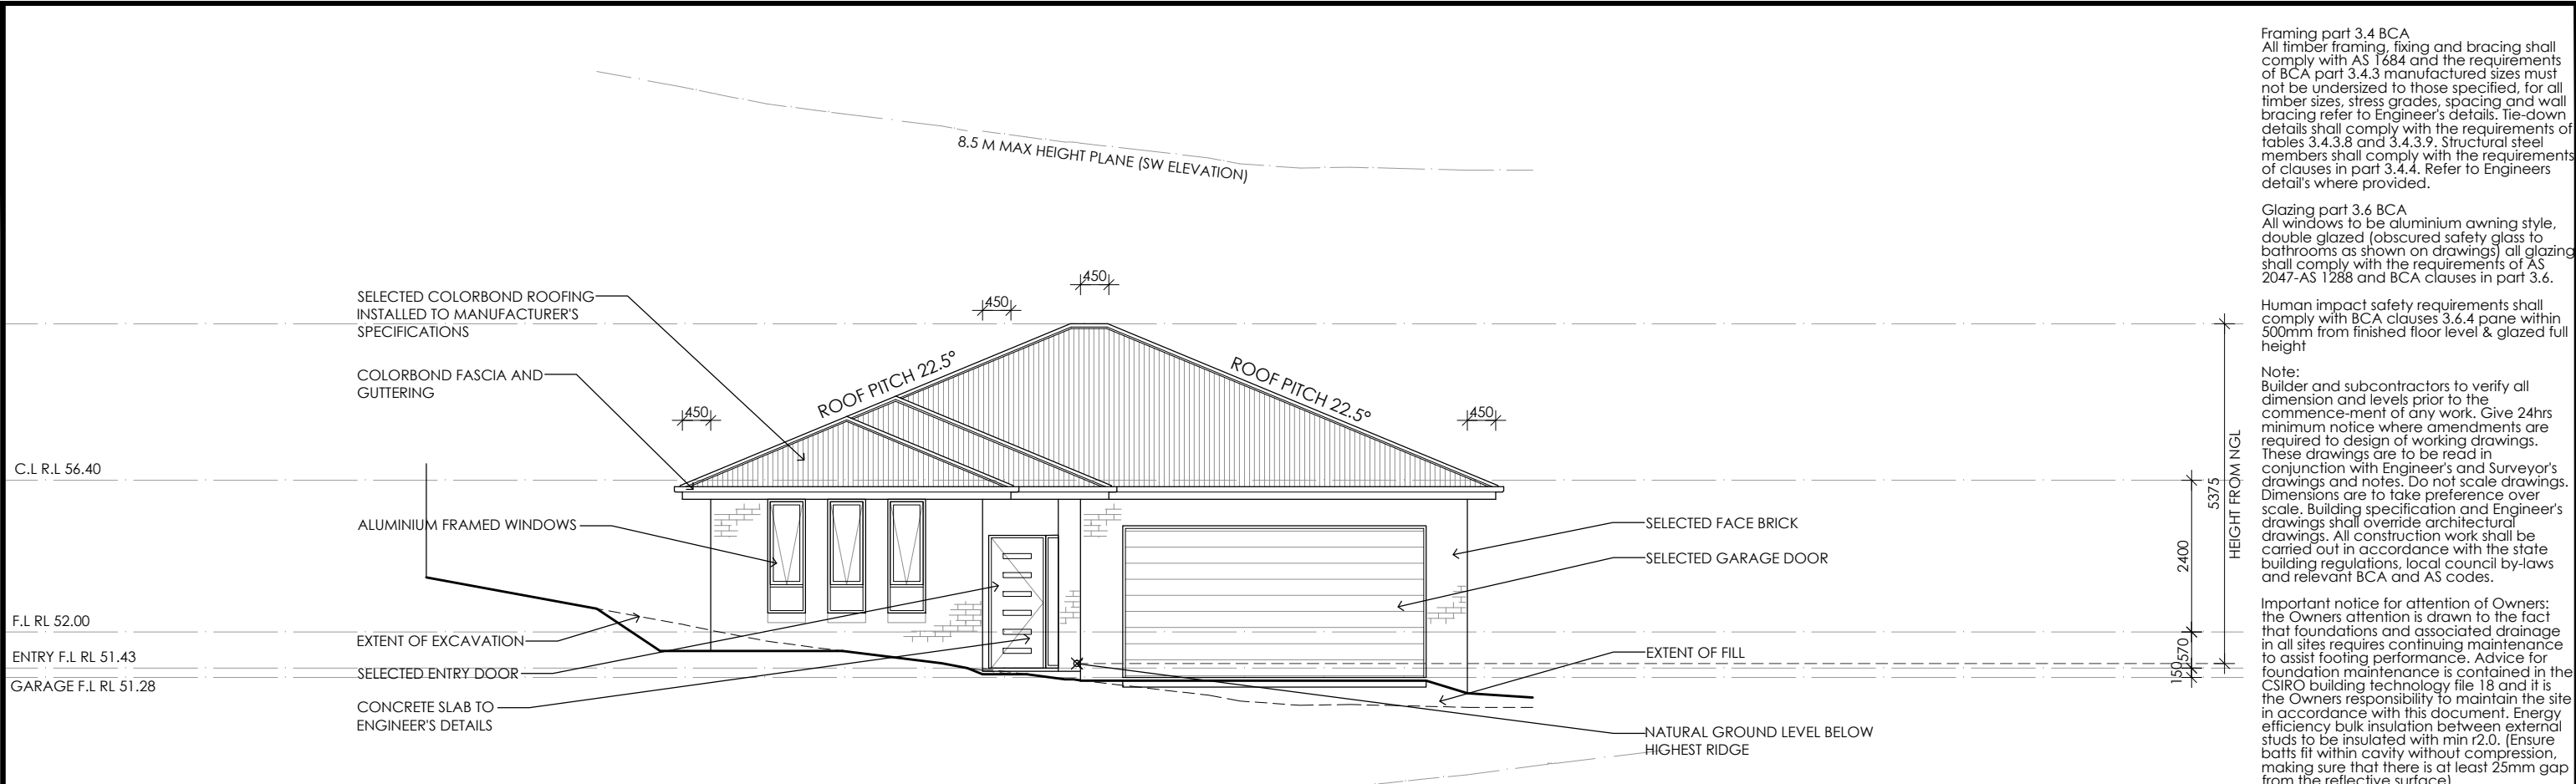 8.5 M MAX HEIGHT PLANE (SW ELEVATION)
450
450
SELECTED COLORBOND ROOFING
INSTALLED TO MANUFACTURER'S
SPECIFICATIONS
COLORBOND FASCIA AND
GUTTERING
ROOF PITCH 22.5°
ROOF PITCH 22.5°
450
450
C.L R.L 56.40
ALUMINIUM FRAMED WINDOWS
F.L RL 52.00
EXTENT OF EXCAVATION
ENTRY F.L RL 51.43
SELECTED ENTRY DOOR
GARAGE F.L RL 51.28
CONCRETE SLAB TO
ENGINEER'S DETAILS
SELECTED FACE BRICK
SELECTED GARAGE DOOR
EXTENT OF FILL
NATURAL GROUND LEVEL BELOW
HIGHEST RIDGE
2400
570
150
5375
HEIGHT FROM NGL
Framing part 3.4 BCA
All timber framing, fixing and bracing shall
comply with AS 1684 and the requirements
of BCA part 3.4.3 manufactured sizes must
not be undersized to those specified, for all
timber sizes, stress grades, spacing and wall
bracing refer to Engineer's details. Tie-down
details shall comply with the requirements of
tables 3.4.3.8 and 3.4.3.9. Structural steel
members shall comply with the requirements
of clauses in part 3.4.4. Refer to Engineers
detail's where provided.
Glazing part 3.6 BCA
All windows to be aluminium awning style,
double glazed (obscured safety glass to
bathrooms as shown on drawings) all glazing
shall comply with the requirements of AS
2047-AS 1288 and BCA clauses in part 3.6.
Human impact safety requirements shall
comply with BCA clauses 3.6.4 pane within
500mm from finished floor level & glazed full
height
Note:
Builder and subcontractors to verify all
dimension and levels prior to the
commence-ment of any work. Give 24hrs
minimum notice where amendments are
required to design of working drawings.
These drawings are to be read in
conjunction with Engineer's and Surveyor's
drawings and notes. Do not scale drawings.
Dimensions are to take preference over
scale. Building specification and Engineer's
drawings shall override architectural
drawings. All construction work shall be
carried out in accordance with the state
building regulations, local council by-laws
and relevant BCA and AS codes.
Important notice for attention of Owners:
the Owners attention is drawn to the fact
that foundations and associated drainage
in all sites requires continuing maintenance
to assist footing performance. Advice for
foundation maintenance is contained in the
CSIRO building technology file 18 and it is
the Owners responsibility to maintain the site
in accordance with this document. Energy
efficiency bulk insulation between external
studs to be insulated with min r2.0. (Ensure
batts fit within cavity without compression,
making sure that there is at least 25mm gap
from the reflective surface)